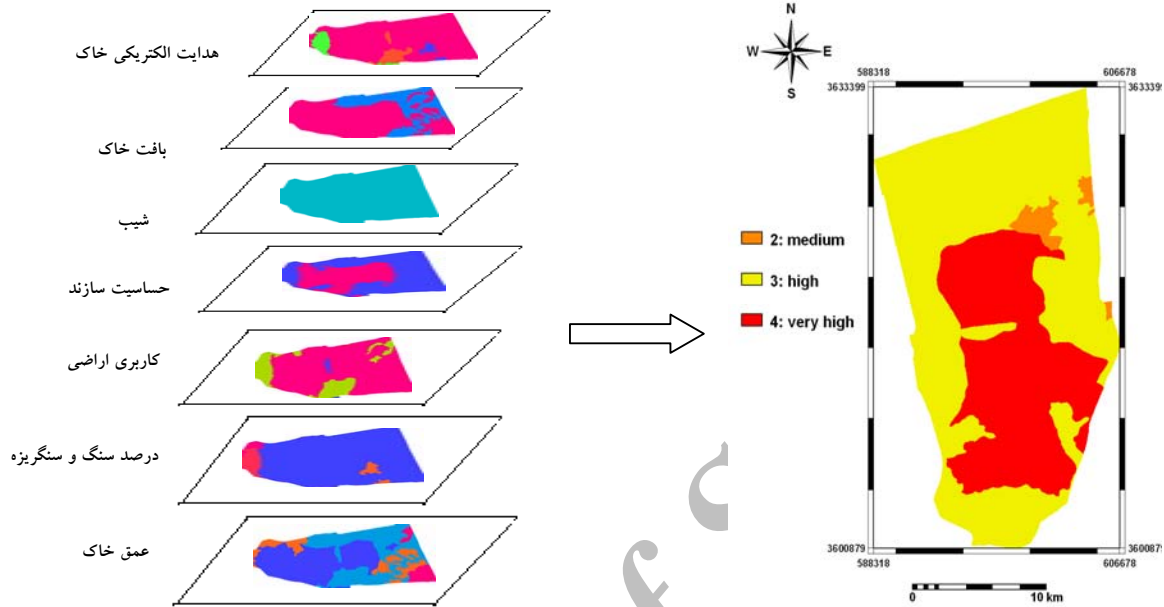 هدایت الکتریکی خاک
بافت خاک
شیب
حساسیت سازند
کاربری اراضی
درصد سنگ و سنگریزه
عمق خاک
N
W E
S
588318 606678
3633399 3633399
2: medium
3: high
4: very high
3600879 3600879
588318 606678
0 10 km